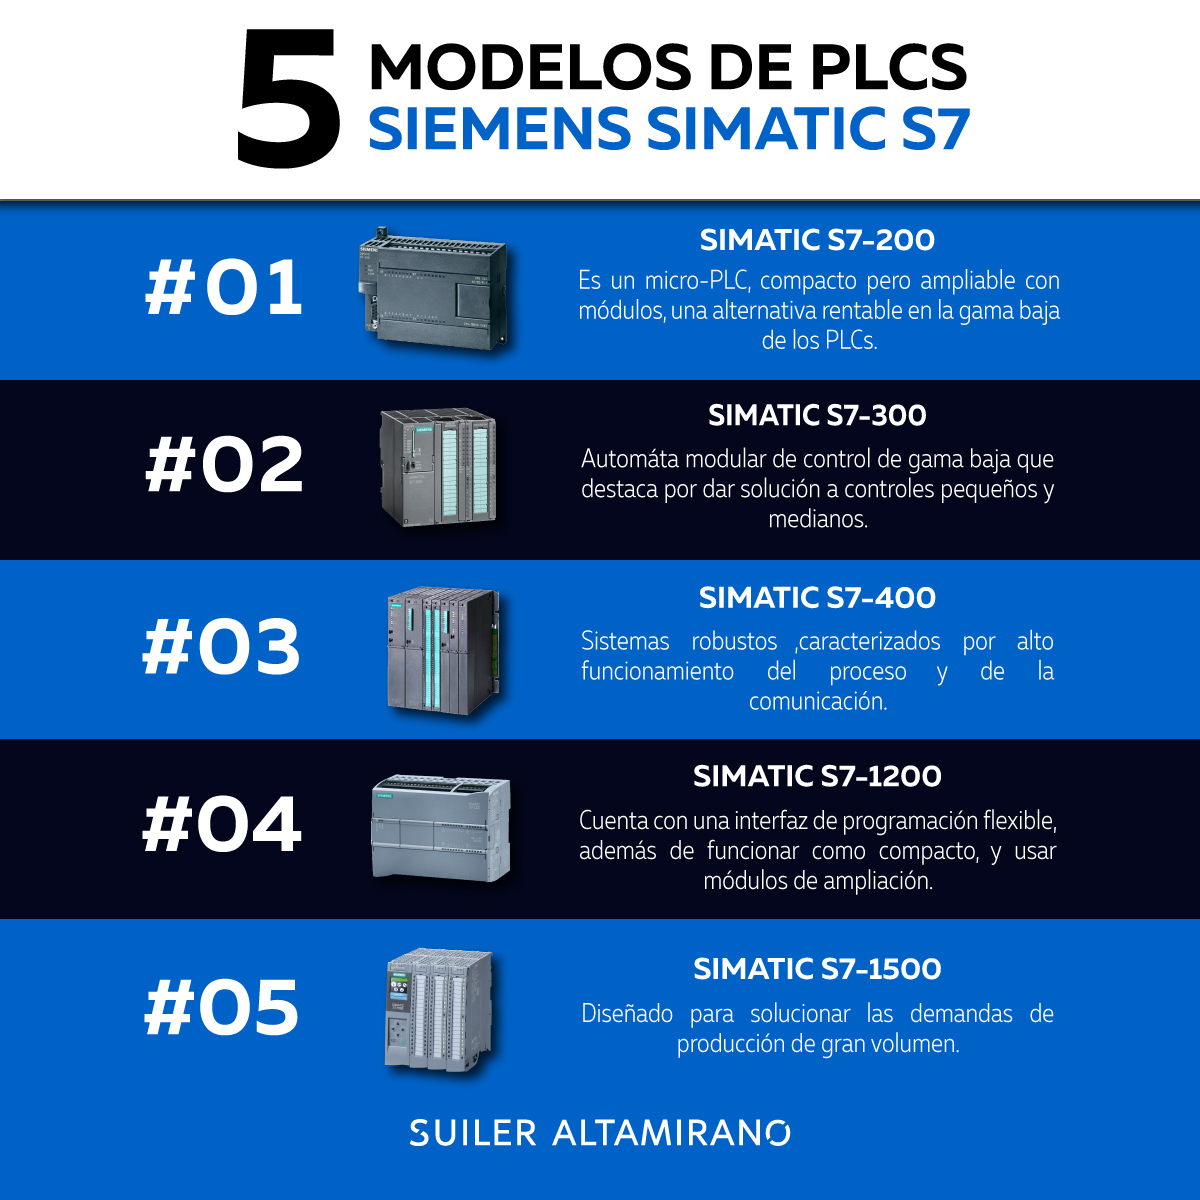 5 MODELOS DE PLCS
SIEMENS SIMATIC S7
#01
SIMATIC S7-200
Es un micro-PLC, compacto pero ampliable con
módulos, una alternativa rentable en la gama baja
de los PLCs.
#02
SIEMENS
SIMATIC S7-300
Automáta modular de control de gama baja que
destaca por dar solución a controles pequeños y
medianos.
#03
SIMATIC S7-400
Sistemas robustos ,caracterizados por alto
funcionamiento del proceso y de la
comunicación.
#04
SIEMENS
SIMATIC S7-1200
Cuenta con una interfaz de programación flexible,
además de funcionar como compacto, y usar
módulos de ampliación.
#05
SIMATIC S7-1500
Diseñado para solucionar las demandas de
producción de gran volumen.
SUILER ALTAMIRANO